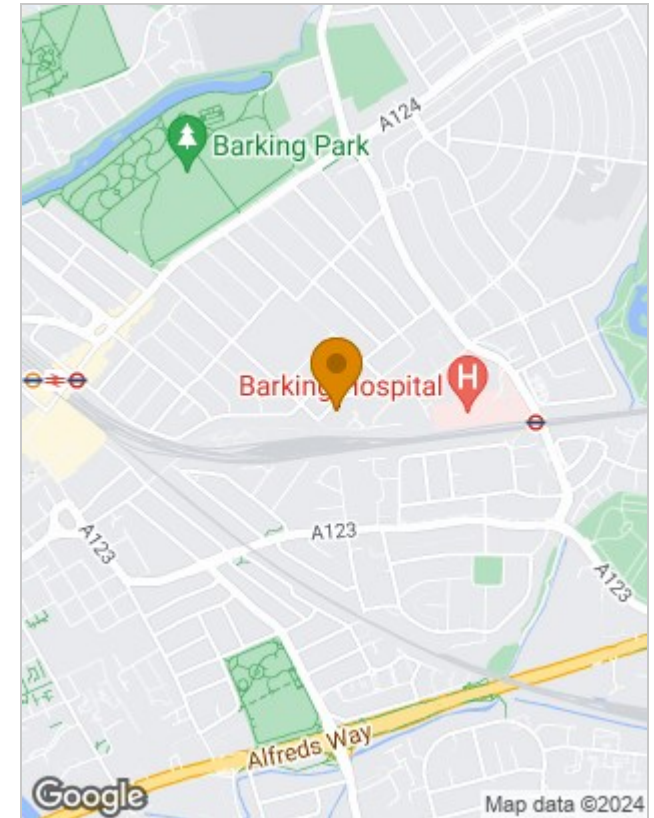 A124
Barking Park
Barking Hospital
H
A123
A123
A123
Alfreds Way
Google
Map data ©2024